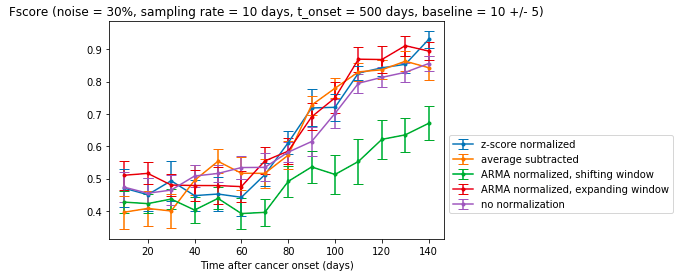 Fscore (noise = 30%, sampling rate = 10 days, t_onset = 500 days, baseline = 10 +/- 5)
0.9
0.8
0.7
0.6
0.5
0.4
20 40 60 80 100 120 140
Time after cancer onset (days)
z-score normalized
average subtracted
ARMA normalized, shifting window
ARMA normalized, expanding window
no normalization